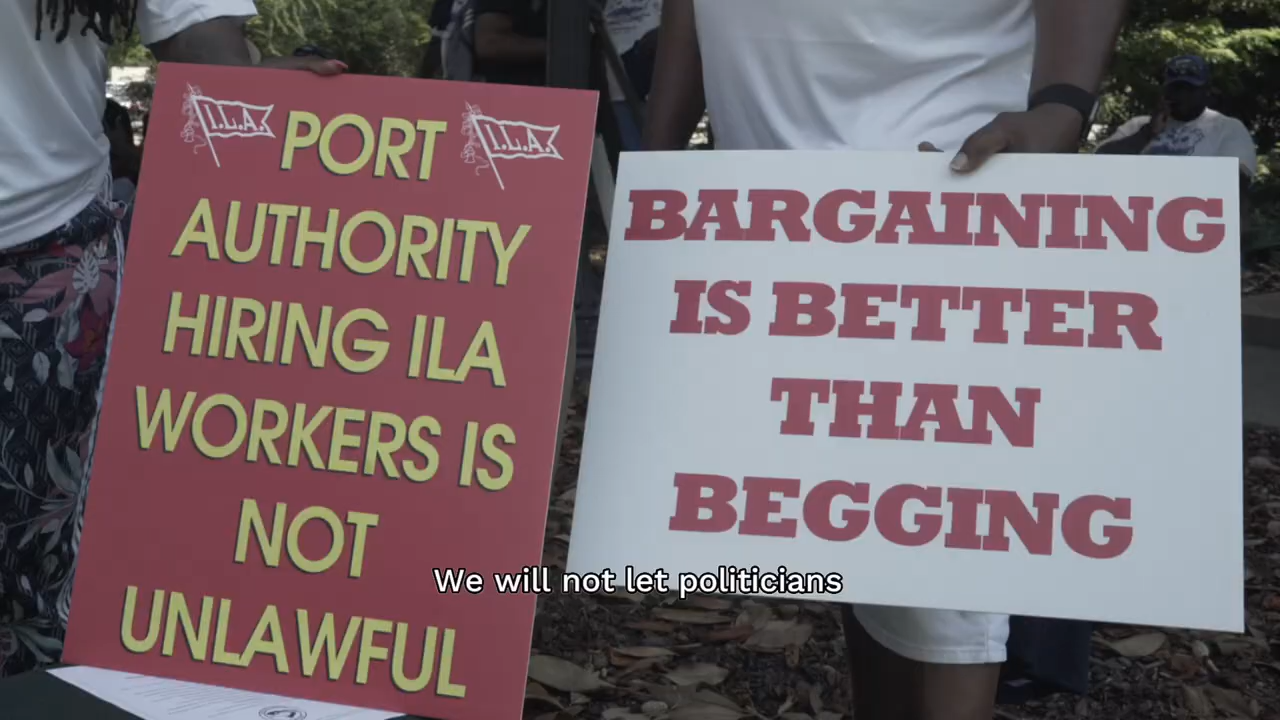 I.L.A. PORT I.L.A.
AUTHORITY
HIRING ILA
WORKERS IS
NOT
UNLAWFUL
BARGAINING
IS BETTER
THAN
BEGGING
We will not let politicians